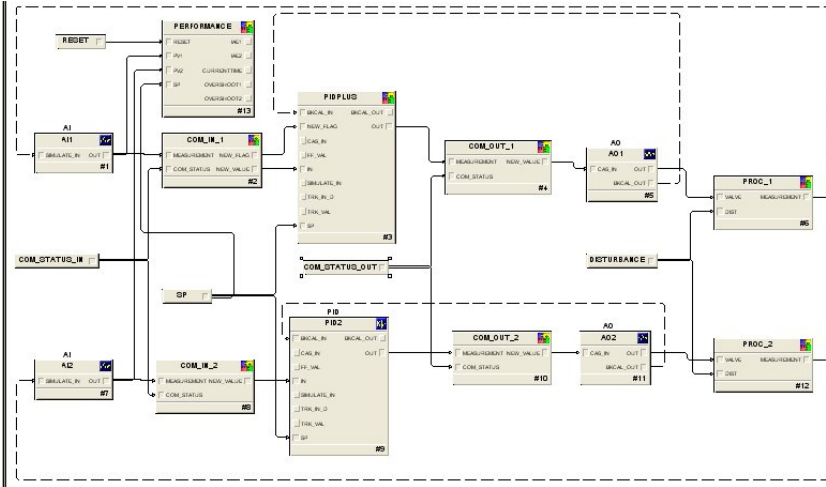 PERFORMANCE
RESET
RESET ME1
PV1 ME2
PV2 CURRENTTIME
SP OVERSHOOT1
OVERSHOOT2
#13
AI
AI1
SIMULATE_IN OUT
#1
COM_IN_1
MEASUREMENT NEW_FLAG
COM_STATUS NEW_VALUE
#2
PIDPLUS
BKCAL_IN BKCAL_OUT
NEW_FLAG OUT
CAS_IN
FF_VAL
IN
SIMULATE_IN
TRK_IN_D
TRK_VAL
SP
#3
COM_OUT_1
MEASUREMENT NEW_VALUE
COM_STATUS
#4
AO
AO1
CAS_IN OUT
BKCAL_OUT
#5
PROC_1
VALVE MEASUREMENT
DIST
#6
COM_STATUS_IN
SP
COM_STATUS_OUT
DISTURBANCE
AI
AI2
SIMULATE_IN OUT
#7
COM_IN_2
MEASUREMENT NEW_VALUE
COM_STATUS
#8
PID
PID2
BKCAL_IN BKCAL_OUT
CAS_IN OUT
FF_VAL
IN
SIMULATE_IN
TRK_IN_D
TRK_VAL
SP
#9
COM_OUT_2
MEASUREMENT NEW_VALUE
COM_STATUS
#10
AO
AO2
CAS_IN OUT
BKCAL_OUT
#11
PROC_2
VALVE MEASUREMENT
DIST
#12